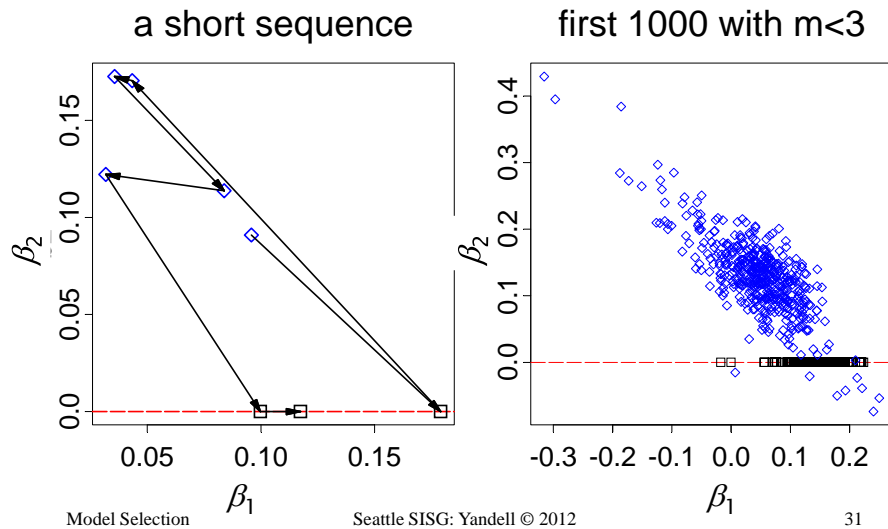 a short sequence
first 1000 with m<3
β2
0.0
0.05
0.10
0.15
0.05
0.10
0.15
β1
β2
0.0
0.1
0.2
0.3
0.4
-0.3
-0.2
-0.1
0.0
0.1
0.2
β1
Model Selection
Seattle SISG: Yandell © 2012
31